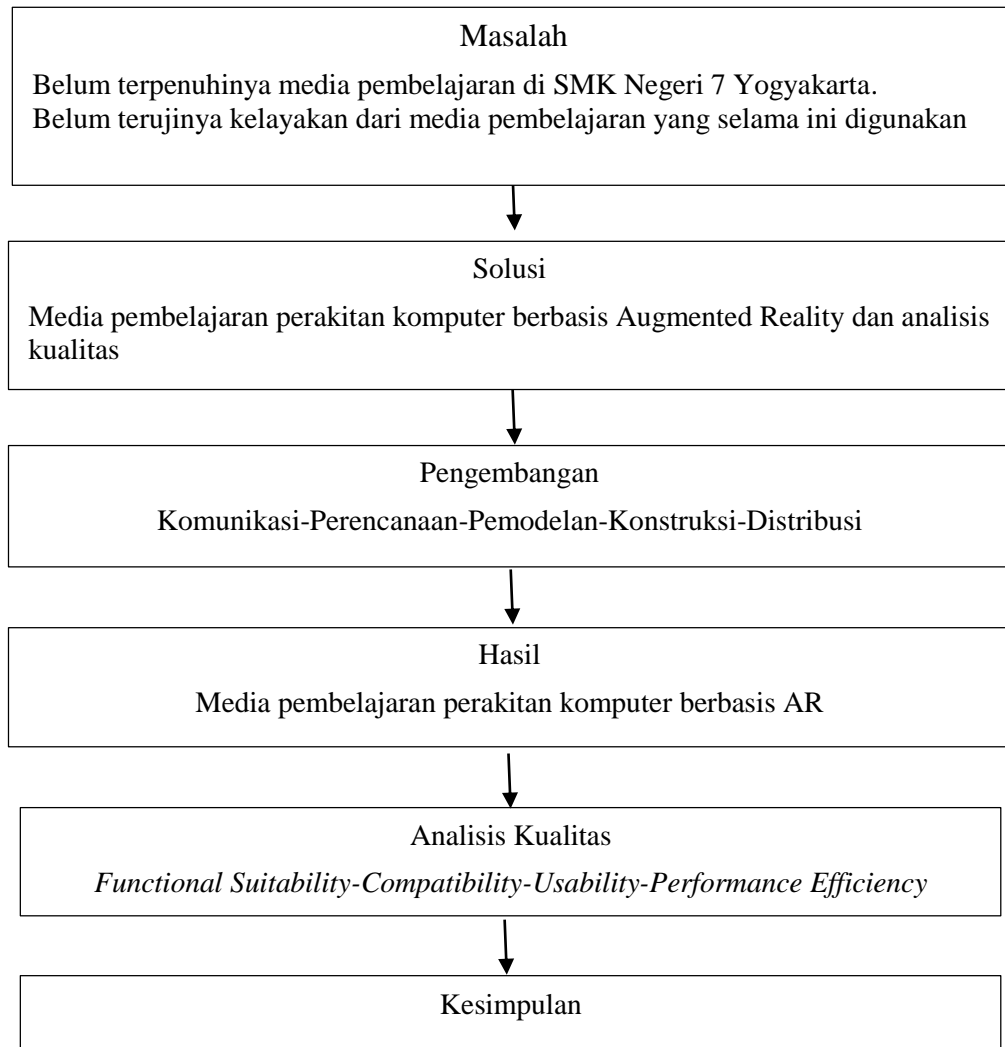 Masalah
Belum terpenuhinya media pembelajaran di SMK Negeri 7 Yogyakarta.
Belum terujinya kelayakan dari media pembelajaran yang selama ini digunakan
Solusi
Media pembelajaran perakitan komputer berbasis Augmented Reality dan analisis
kualitas
Pengembangan
Komunikasi-Perencanaan-Pemodelan-Konstruksi-Distribusi
Hasil
Media pembelajaran perakitan komputer berbasis AR
Analisis Kualitas
Functional Suitability-Compatibility-Usability-Performance Efficiency
Kesimpulan